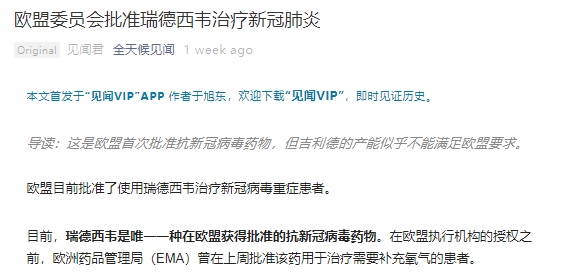 欧盟委员会批准瑞德西韦治疗新冠肺炎
Original 见闻君 全天候见闻 1 week ago
本文首发于“见闻VIP”APP 作者于旭东，欢迎下载“见闻VIP”，即时见证历史。
导读：这是欧盟首次批准抗新冠病毒药物，但吉利德的产能似乎不能满足欧盟要求。
欧盟目前批准了使用瑞德西韦治疗新冠病毒重症患者。
目前，瑞德西韦是唯一一种在欧盟获得批准的抗新冠病毒药物。在欧盟执行机构的授权之
前，欧洲药品管理局（EMA）曾在上周批准该药用于治疗需要补充氧气的患者。